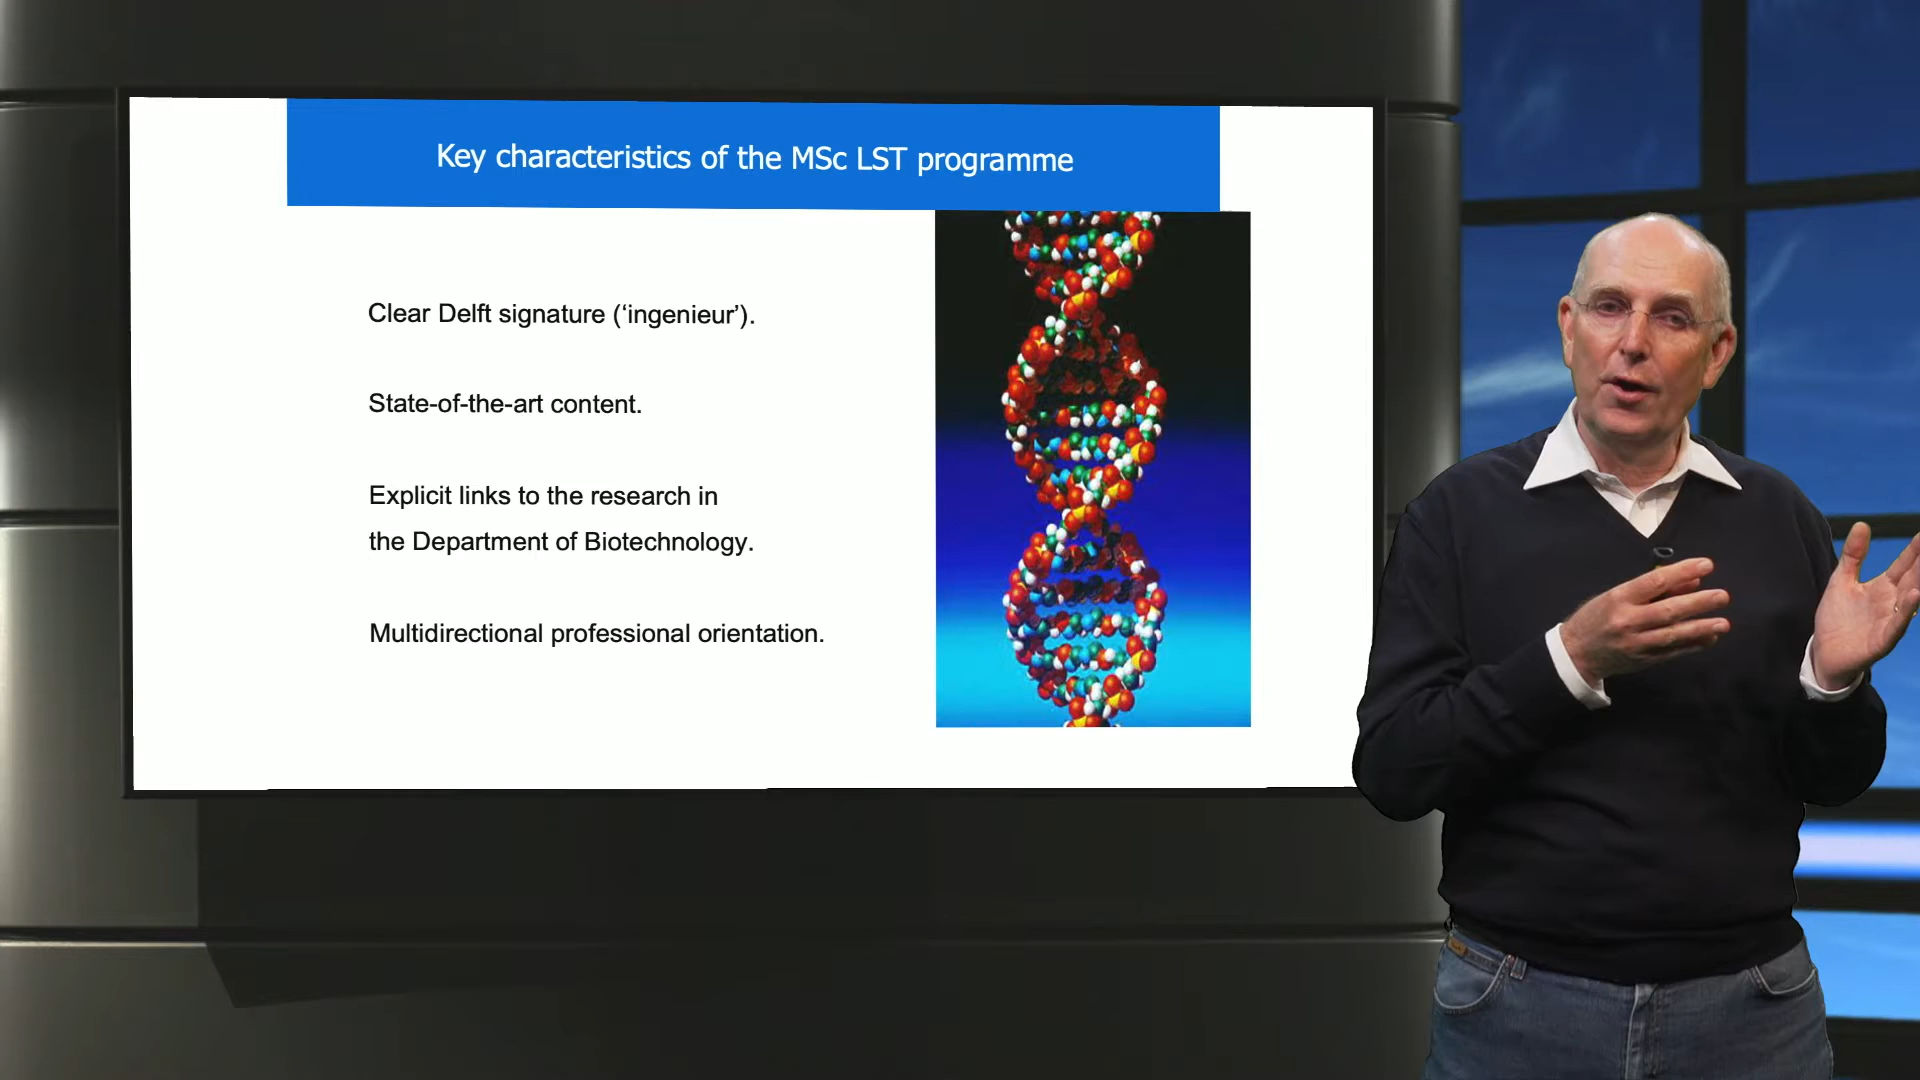 Key characteristics of the MSc LST programme
Clear Delft signature (‘ingenieur’).
State-of-the-art content.
Explicit links to the research in
the Department of Biotechnology.
Multidirectional professional orientation.